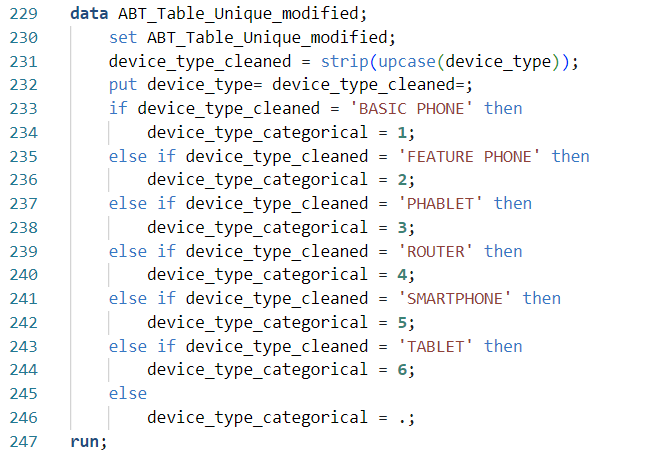 229 data ABT_Table_Unique_modified;
230 set ABT_Table_Unique_modified;
231 device_type_cleaned = strip(upcase(device_type));
232 put device_type= device_type_cleaned=;
233 if device_type_cleaned = 'BASIC PHONE' then
234 device_type_categorical = 1;
235 else if device_type_cleaned = 'FEATURE PHONE' then
236 device_type_categorical = 2;
237 else if device_type_cleaned = 'PHABLET' then
238 device_type_categorical = 3;
239 else if device_type_cleaned = 'ROUTER' then
240 device_type_categorical = 4;
241 else if device_type_cleaned = 'SMARTPHONE' then
242 device_type_categorical = 5;
243 else if device_type_cleaned = 'TABLET' then
244 device_type_categorical = 6;
245 else
246 device_type_categorical = .;
247 run;